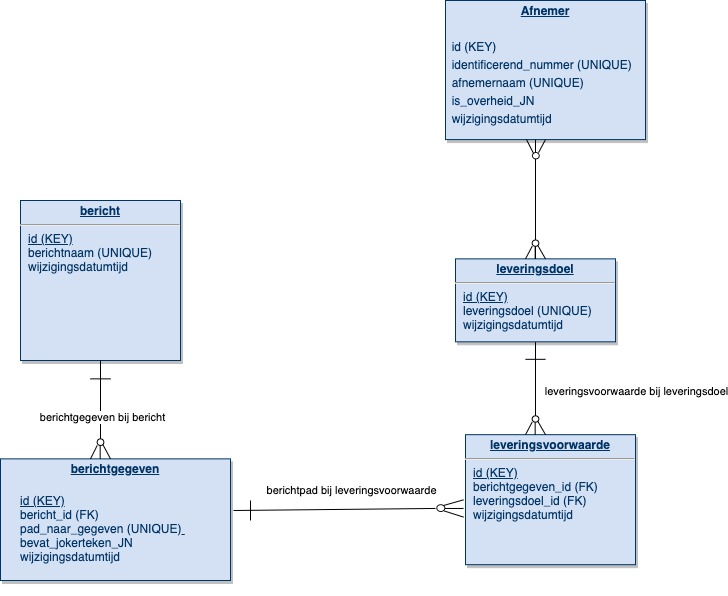 Afnemer
id (KEY)
identificerend_nummer (UNIQUE)
afnemernaam (UNIQUE)
is_overheid_JN
wijzigingsdatumtijd
bericht
id (KEY)
berichtnaam (UNIQUE)
wijzigingsdatumtijd
leveringsdoel
id (KEY)
leveringsdoel (UNIQUE)
wijzigingsdatumtijd
leveringsvoorwaarde bij leveringsdoel
berichtgegeven bij bericht
berichtgegeven
id (KEY)
bericht_id (FK)
pad_naar_gegeven (UNIQUE)_
bevat_jokerteken_JN
wijzigingsdatumtijd
berichtpad bij leveringsvoorwaarde
leveringsvoorwaarde
id (KEY)
berichtgegeven_id (FK)
leveringsdoel_id (FK)
wijzigingsdatumtijd